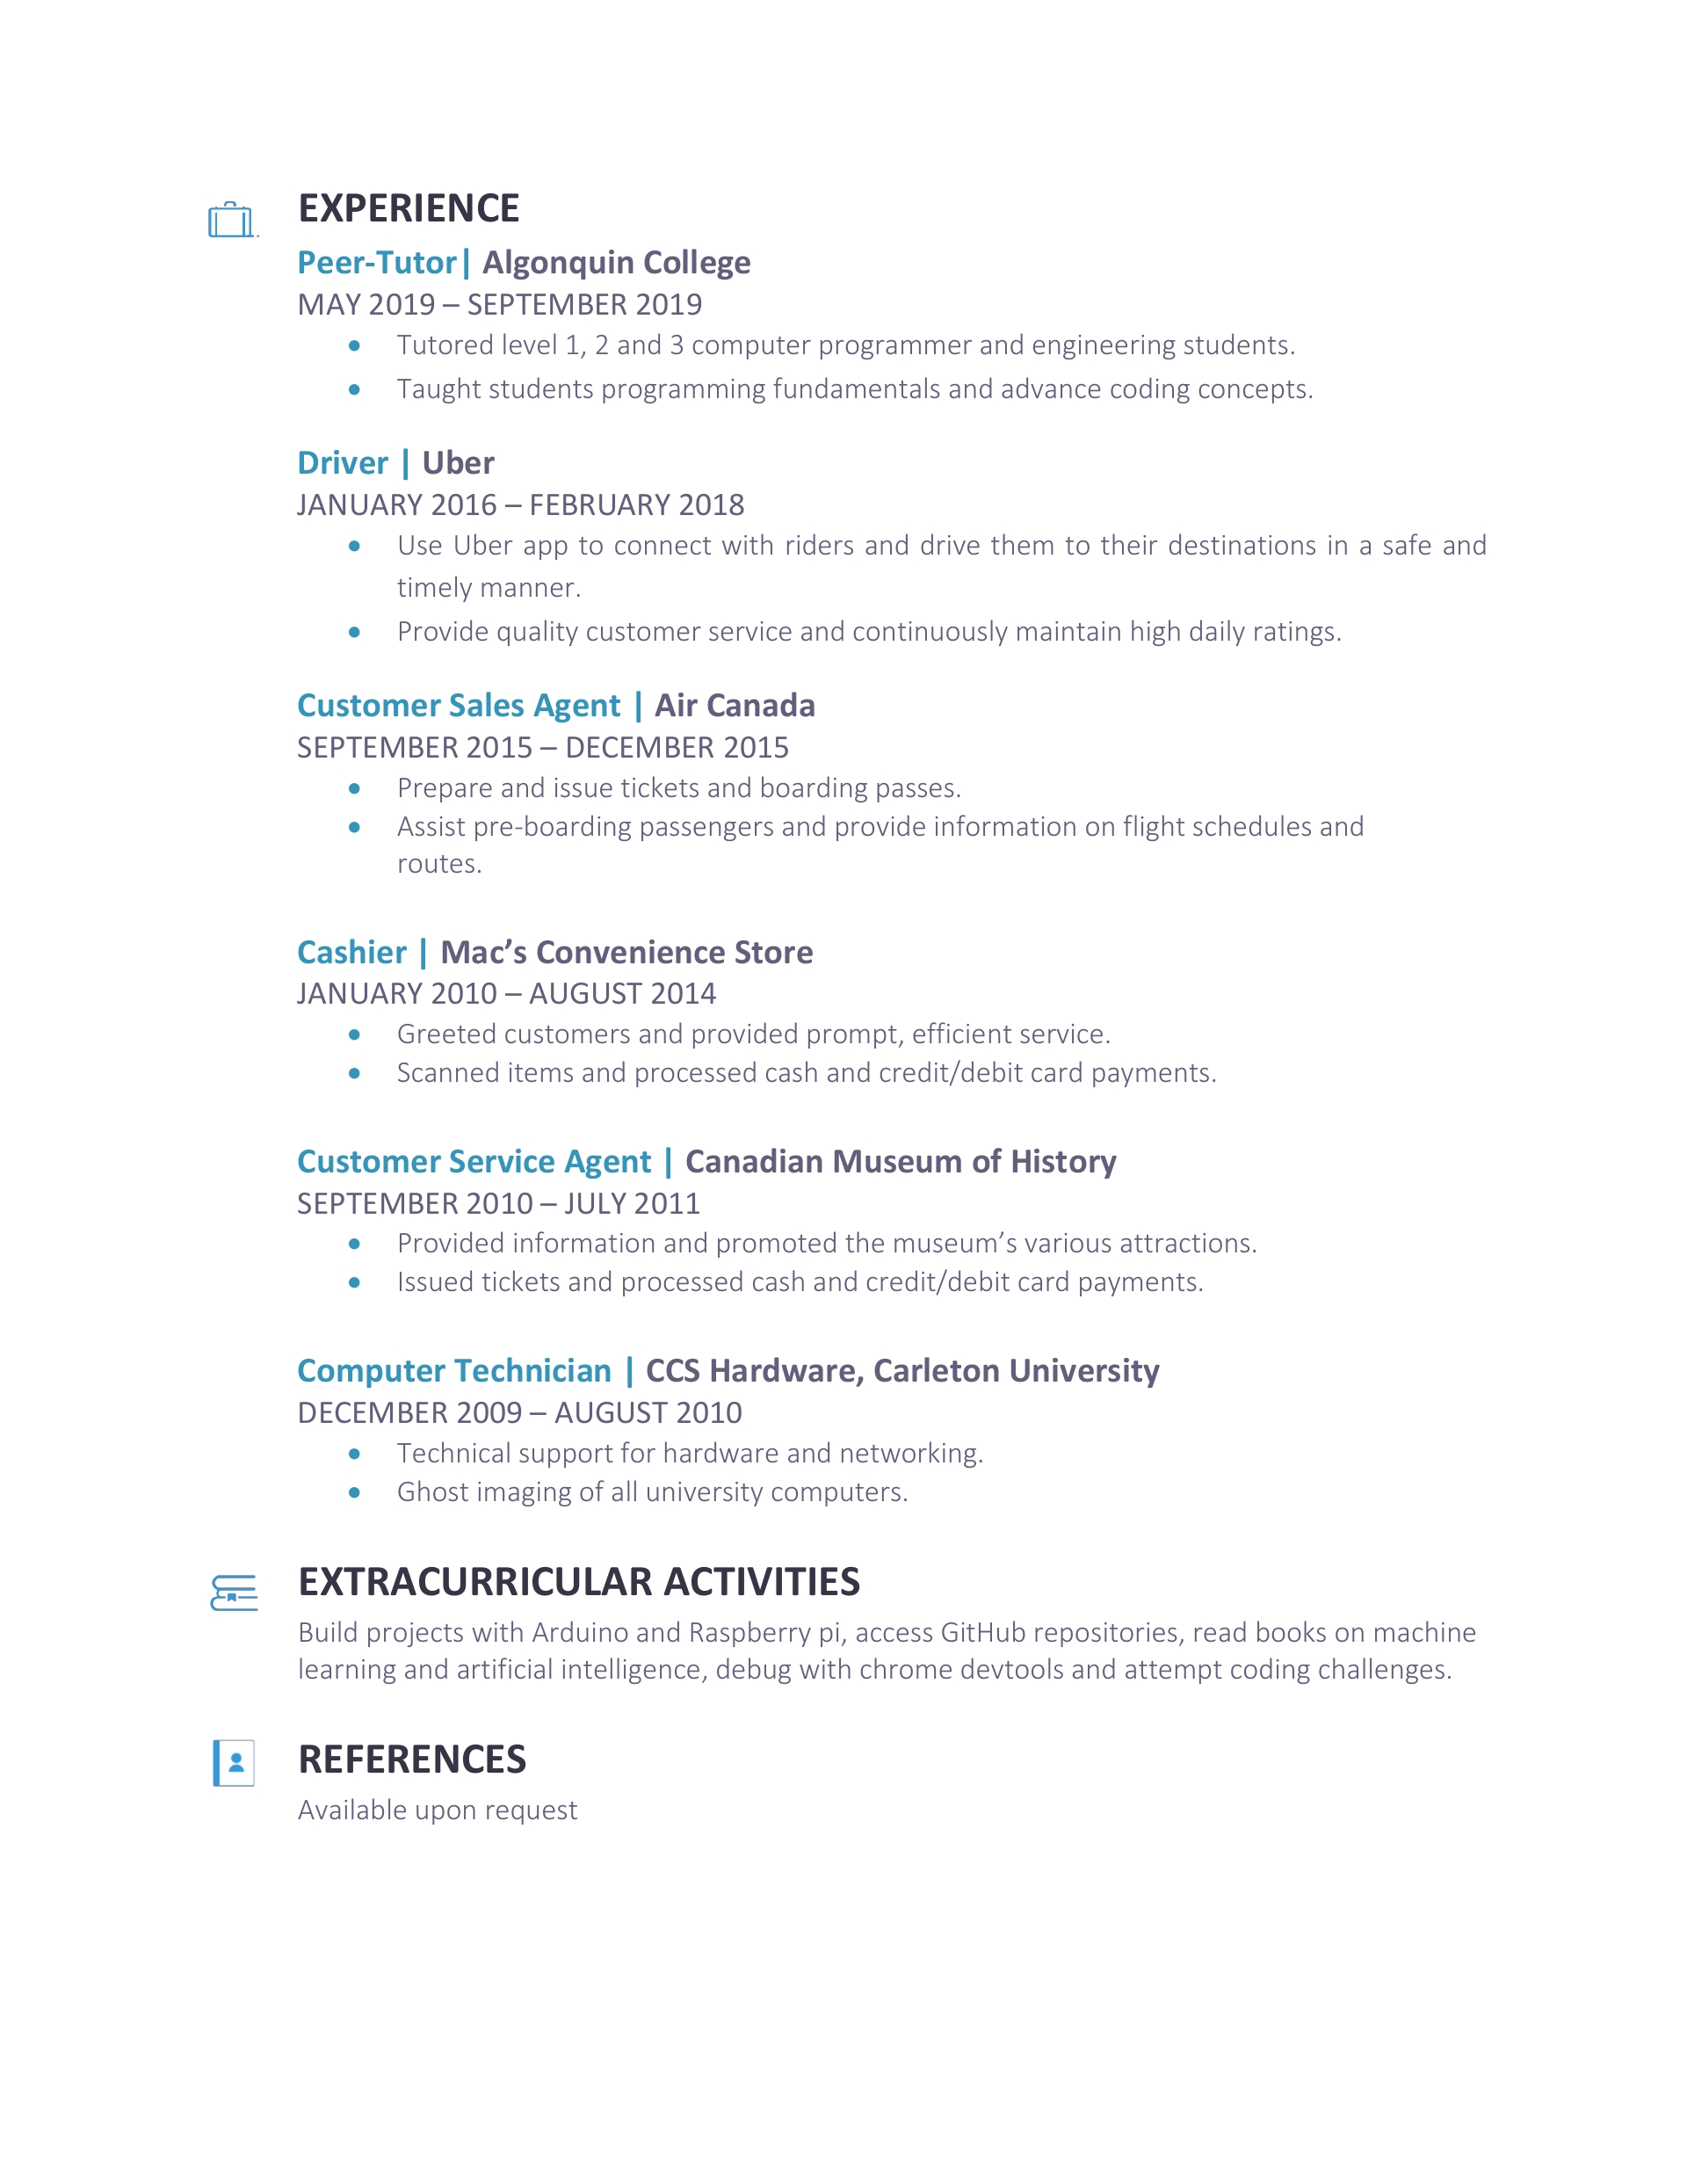 EXPERIENCE
Peer-Tutor| Algonquin College
MAY 2019 – SEPTEMBER 2019
• Tutored level 1, 2 and 3 computer programmer and engineering students.
• Taught students programming fundamentals and advance coding concepts.
Driver | Uber
JANUARY 2016 – FEBRUARY 2018
• Use Uber app to connect with riders and drive them to their destinations in a safe and
timely manner.
• Provide quality customer service and continuously maintain high daily ratings.
Customer Sales Agent | Air Canada
SEPTEMBER 2015 – DECEMBER 2015
• Prepare and issue tickets and boarding passes.
• Assist pre-boarding passengers and provide information on flight schedules and
routes.
Cashier | Mac’s Convenience Store
JANUARY 2010 – AUGUST 2014
• Greeted customers and provided prompt, efficient service.
• Scanned items and processed cash and credit/debit card payments.
Customer Service Agent | Canadian Museum of History
SEPTEMBER 2010 – JULY 2011
• Provided information and promoted the museum’s various attractions.
• Issued tickets and processed cash and credit/debit card payments.
Computer Technician | CCS Hardware, Carleton University
DECEMBER 2009 – AUGUST 2010
• Technical support for hardware and networking.
• Ghost imaging of all university computers.
EXTRACURRICULAR ACTIVITIES
Build projects with Arduino and Raspberry pi, access GitHub repositories, read books on machine
learning and artificial intelligence, debug with chrome devtools and attempt coding challenges.
REFERENCES
Available upon request